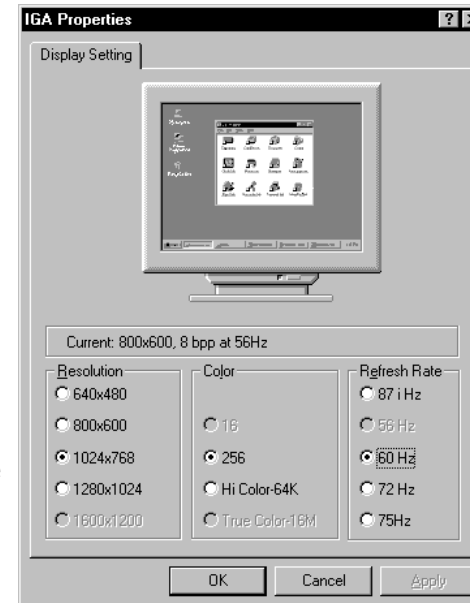 IGA Properties
Display Setting
Current: 800x600, 8 bpp at 56Hz
Resolution
640x480
800x600
1024x768
1280x1024
1600x1200
Color
16
256
Hi Color-64K
True Color-16M
Refresh Rate
87 i Hz
56 Hz
60 Hz
72 Hz
75Hz
OK
Cancel
Apply